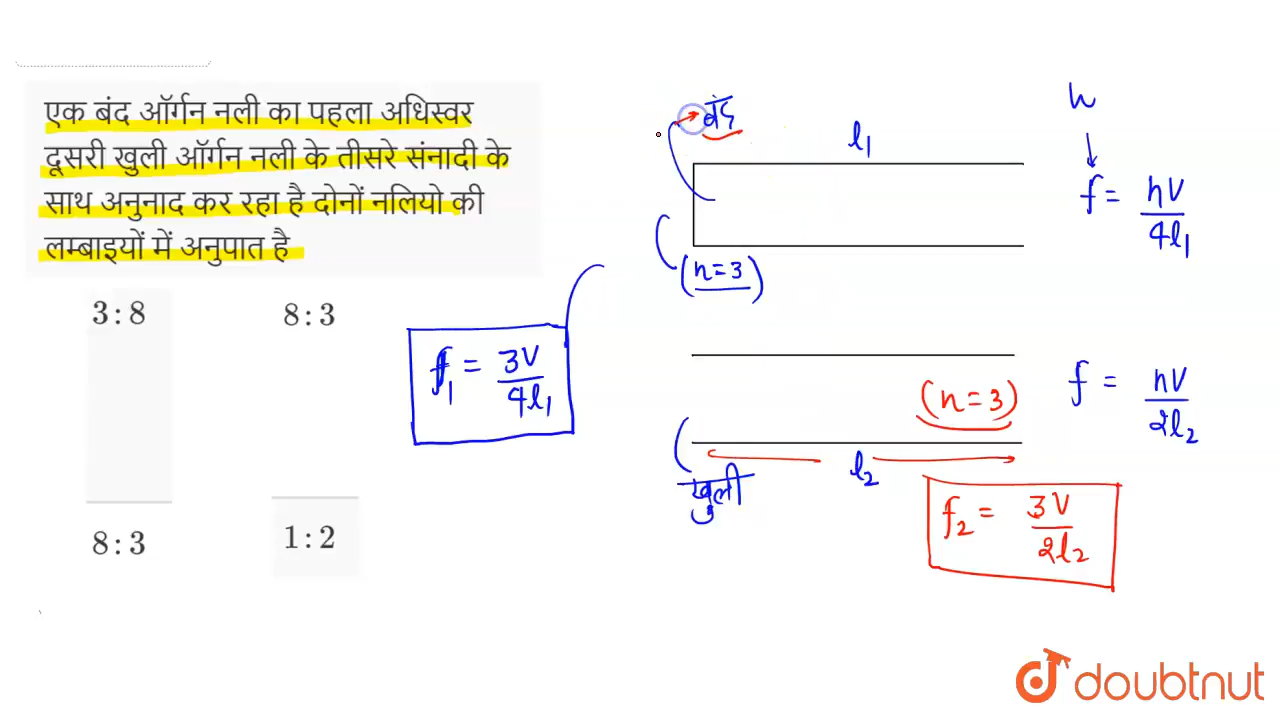 एक बंद ऑर्गन नली का पहला अधिस्वर
दूसरी खुली ऑर्गन नली के तीसरे संनादी के
साथ अनुनाद कर रहा है दोनों नलियो की
लम्बाइयों में अनुपात है
3:8
8:3
8:3
1:2
f₁ = 3V/4l₁
बंद
l₁
(n=3)
n
f = nV/4l₁
(n=3)
f = nV/2l₂
l₂
खुली
f₂ = 3V/2l₂
doubtnut